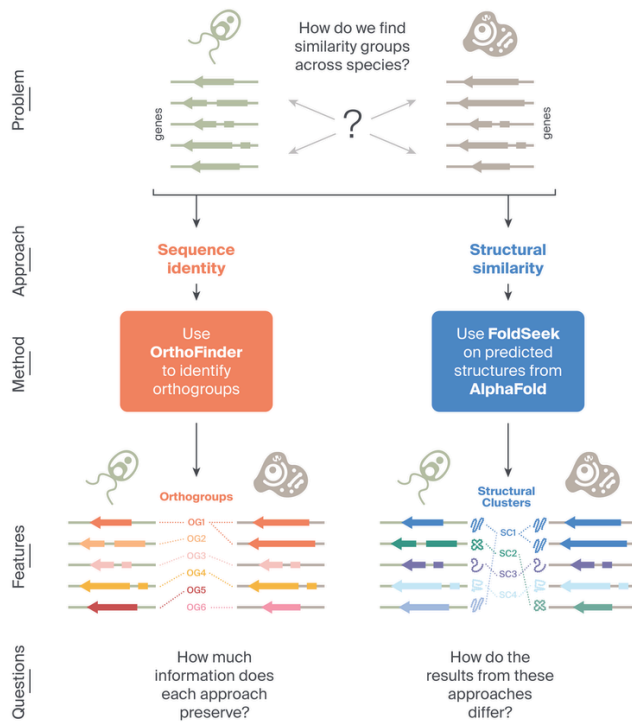 How do we find
similarity groups
across species?
Problem
genes
?
genes
Approach
Sequence
identity
Structural
similarity
Method
Use
OrthoFinder
to identify
orthogroups
Use FoldSeek
on predicted
structures from
AlphaFold
Features
Orthogroups
OG1
OG2
OG3
OG4
OG5
OG6
Structural
Clusters
SC1
SC2
SC3
SC4
Questions
How much
information does
each approach
preserve?
How do the
results from these
approaches
differ?